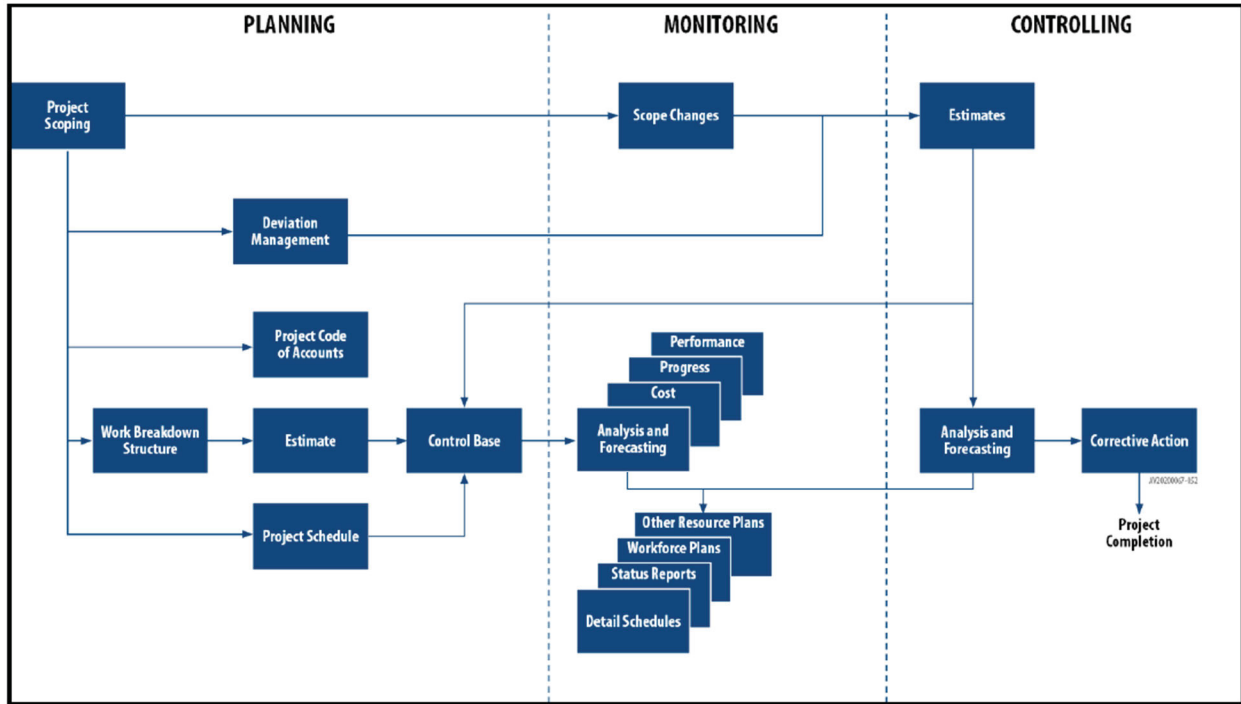 PLANNING
MONITORING
CONTROLLING
Project
Scoping
Scope Changes
Estimates
Deviation
Management
Project Code
of Accounts
Performance
Progress
Cost
Work Breakdown
Structure
Estimate
Control Base
Analysis and
Forecasting
Analysis and
Forecasting
Corrective Action
Project Schedule
Other Resource Plans
Workforce Plans
Status Reports
Detail Schedules
Project
Completion